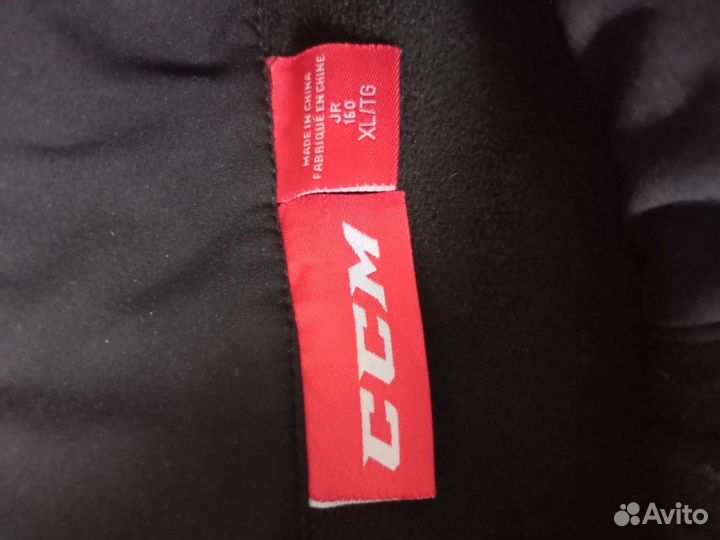 MADE IN CHINA
FABRIQUÉ EN CHINE
JR
160
XL/TG
CCM
Avito